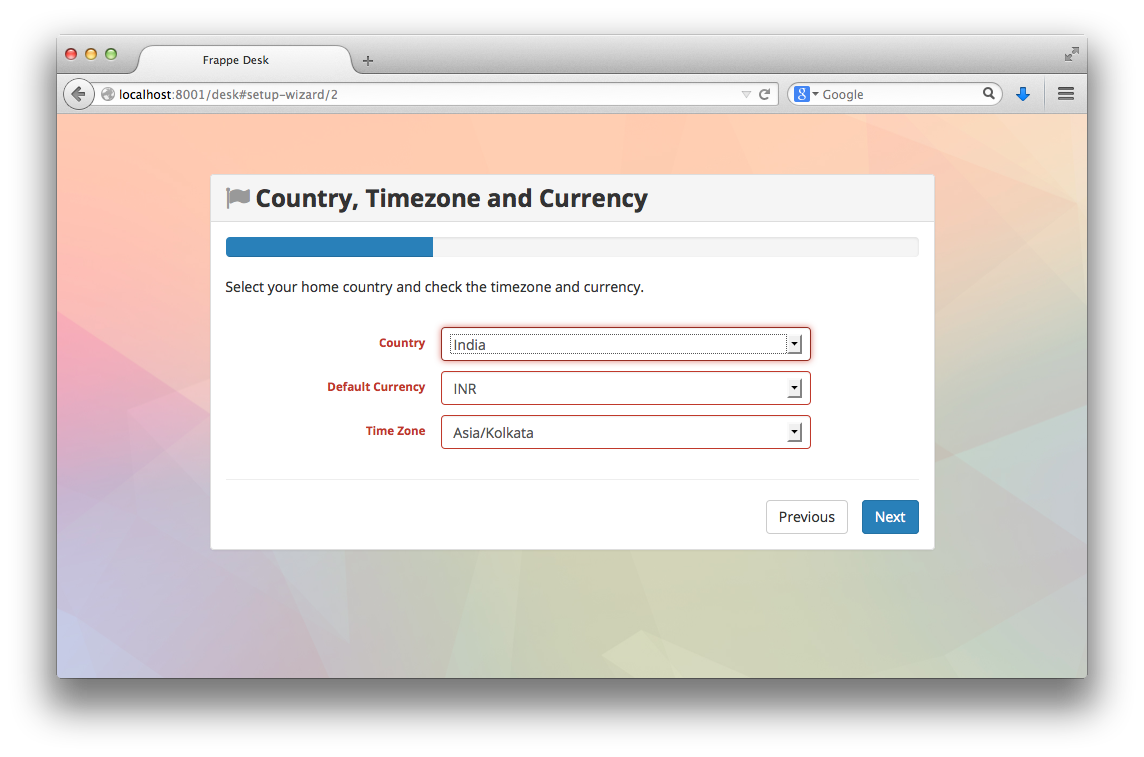 Frappe Desk
localhost:8001/desk#setup-wizard/2
Google
Country, Timezone and Currency
Select your home country and check the timezone and currency.
Country India
Default Currency INR
Time Zone Asia/Kolkata
Previous Next